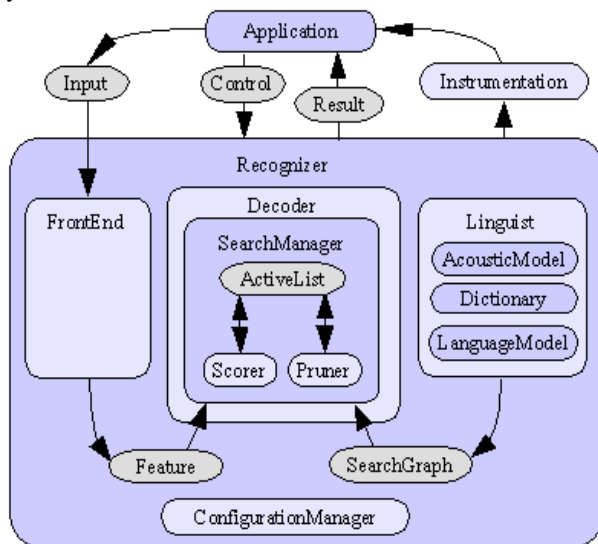 Application
Input
Control
Result
Instrumentation
Recognizer
FrontEnd
Decoder
SearchManager
ActiveList
Scorer
Pruner
Linguist
AcousticModel
Dictionary
LanguageModel
Feature
SearchGraph
ConfigurationManager